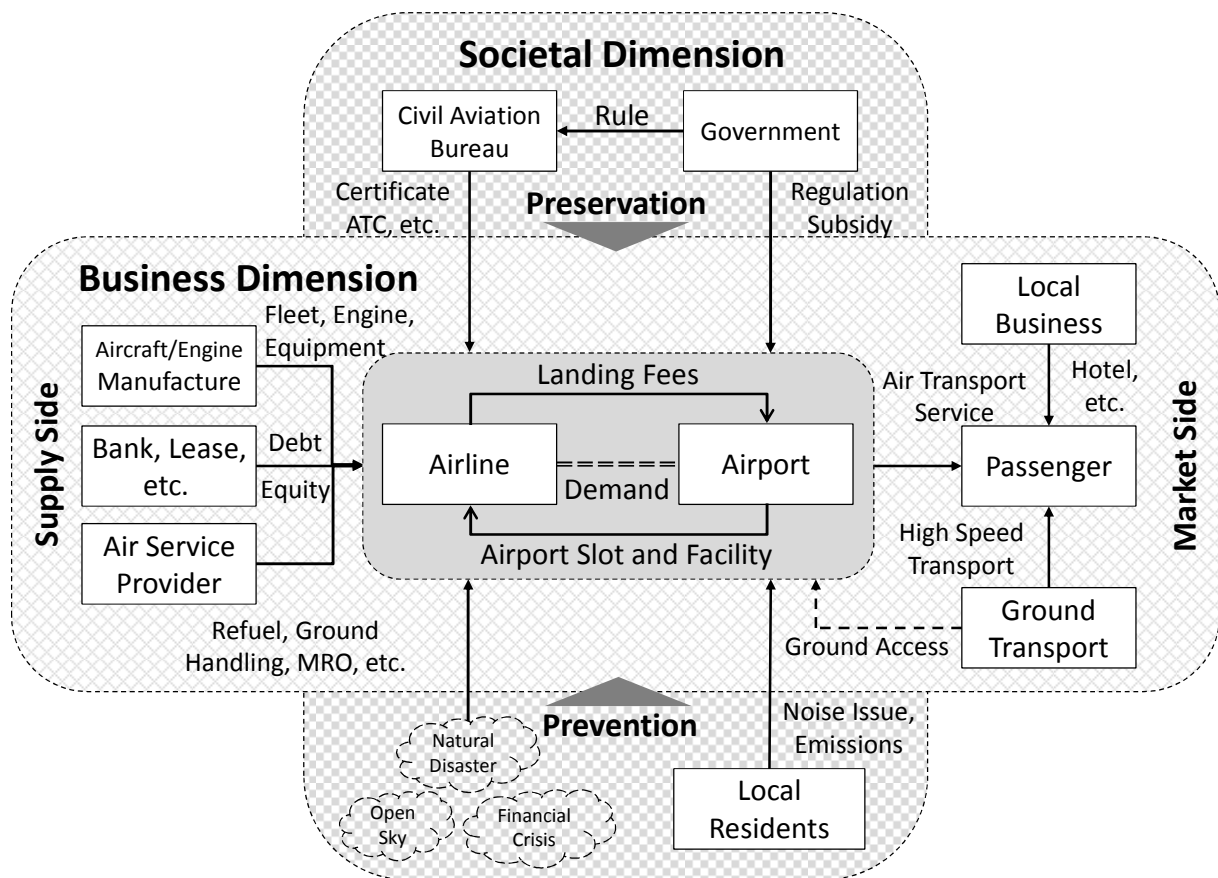 Societal Dimension
Civil Aviation
Bureau
Rule
Government
Certificate
ATC, etc.
Preservation
Regulation
Subsidy
Business Dimension
Supply Side
Market Side
Aircraft/Engine
Manufacture
Fleet, Engine,
Equipment
Bank, Lease,
etc.
Debt
Equity
Air Service
Provider
Refuel, Ground
Handling, MRO, etc.
Landing Fees
Airline
Demand
Airport
Airport Slot and Facility
Air Transport
Service
Local
Business
Hotel,
etc.
Passenger
High Speed
Transport
Ground
Transport
Ground Access
Prevention
Natural
Disaster
Open
Sky
Financial
Crisis
Noise Issue,
Emissions
Local
Residents